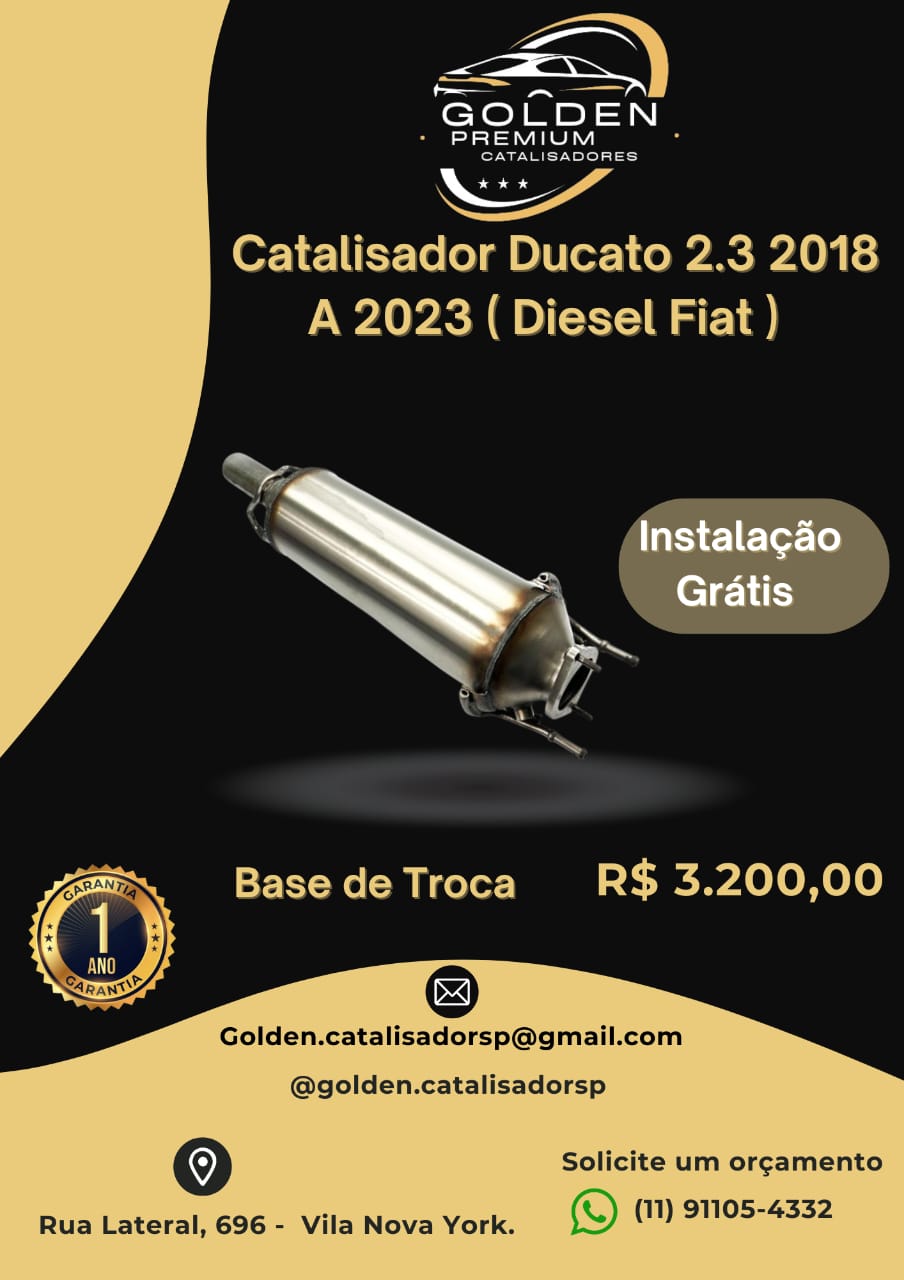 GOLDEN
PREMIUM
CATALISADORES
Catalisador Ducato 2.3 2018
A 2023 ( Diesel Fiat )
Instalação
Grátis
Base de Troca
R$ 3.200,00
GARANTIA
1
ANO
GARANTIA
Golden.catalisadorsp@gmail.com
@golden.catalisadorsp
Solicite um orçamento
(11) 91105-4332
Rua Lateral, 696 - Vila Nova York.